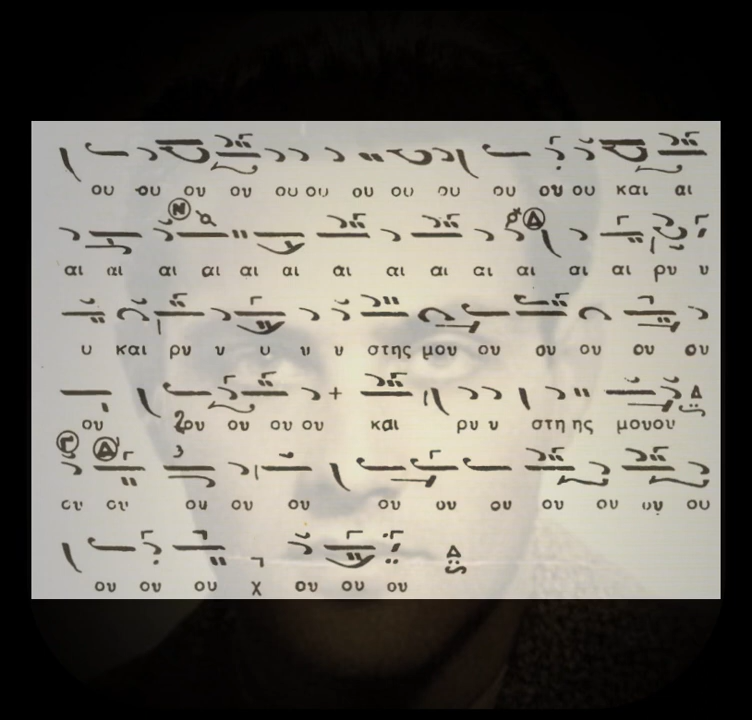 ου ου ου ου ου ου ου ου ου ου ου ου και αι
Ν
Δ
αι αι αι αι αι αι αι αι αι αι αι αι αι ρυ υ
υ και ρυ υ υ υ υ στης μου ου ου ου ου ου
ου ρυ ου ου ου και ρυ υ στη ης μουου
Δ
Γ Δ
ου ου ου ου ου ου ου ου ου ου ου ου
ου ου ου χ ου ου ου
Δ